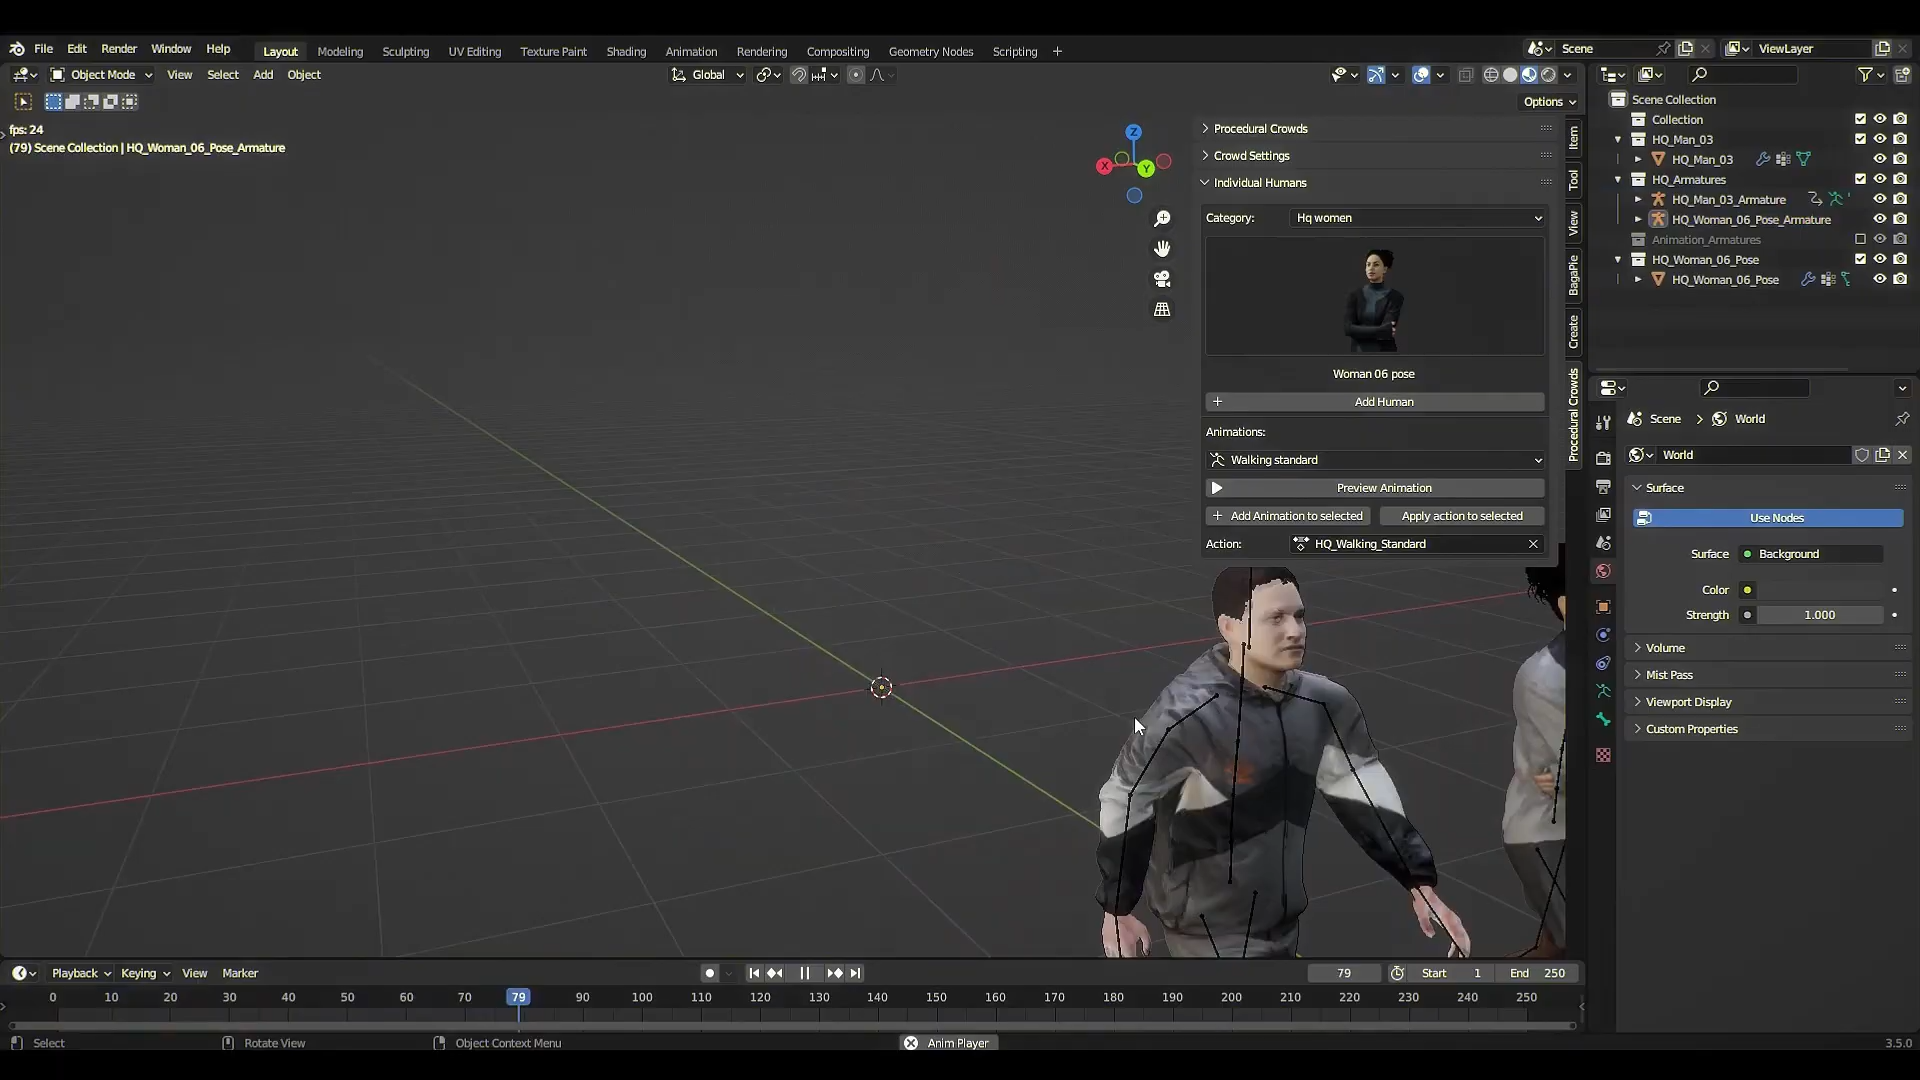 File Edit Render Window Help Layout Modeling Sculpting UV Editing Texture Paint Shading Animation Rendering Compositing Geometry Nodes Scripting + Scene ViewLayer
Object Mode View Select Add Object Global
Options
fps: 24
(79) Scene Collection | HQ_Woman_06_Pose_Armature
Z
X
Y
Procedural Crowds
Crowd Settings
Individual Humans
Category: Hq women
Woman 06 pose
+ Add Human
Animations:
Walking standard
Preview Animation
+ Add Animation to selected Apply action to selected
Action: HQ_Walking_Standard
Item
Tool
View
BagaPie
Create
Procedural Crowds
Scene Collection
Collection
HQ_Man_03
HQ_Man_03
HQ_Armatures
HQ_Man_03_Armature
HQ_Woman_06_Pose_Armature
Animation_Armatures
HQ_Woman_06_Pose
HQ_Woman_06_Pose
Scene > World
World
Surface
Use Nodes
Surface Background
Color
Strength 1.000
Volume
Mist Pass
Viewport Display
Custom Properties
Playback Keying View Marker 79 Start 1 End 250
0 10 20 30 40 50 60 70 79 90 100 110 120 130 140 150 160 170 180 190 200 210 220 230 240 250
Select Rotate View Object Context Menu Anim Player 3.5.0